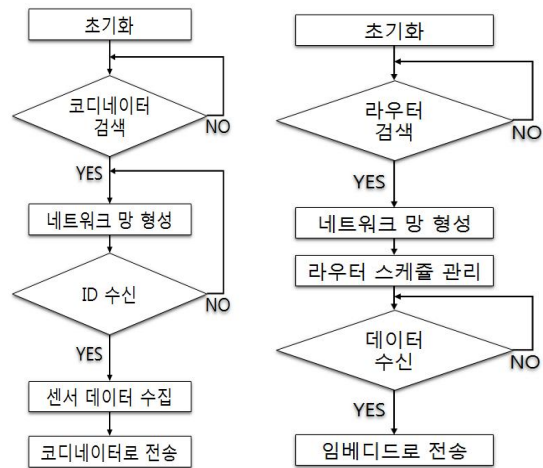 초기화
코디네이터
검색
NO
YES
네트워크 망 형성
ID 수신
NO
YES
센서 데이터 수집
코디네이터로 전송
초기화
라우터
검색
NO
YES
네트워크 망 형성
라우터 스케쥴 관리
데이터
수신
NO
YES
임베디드로 전송